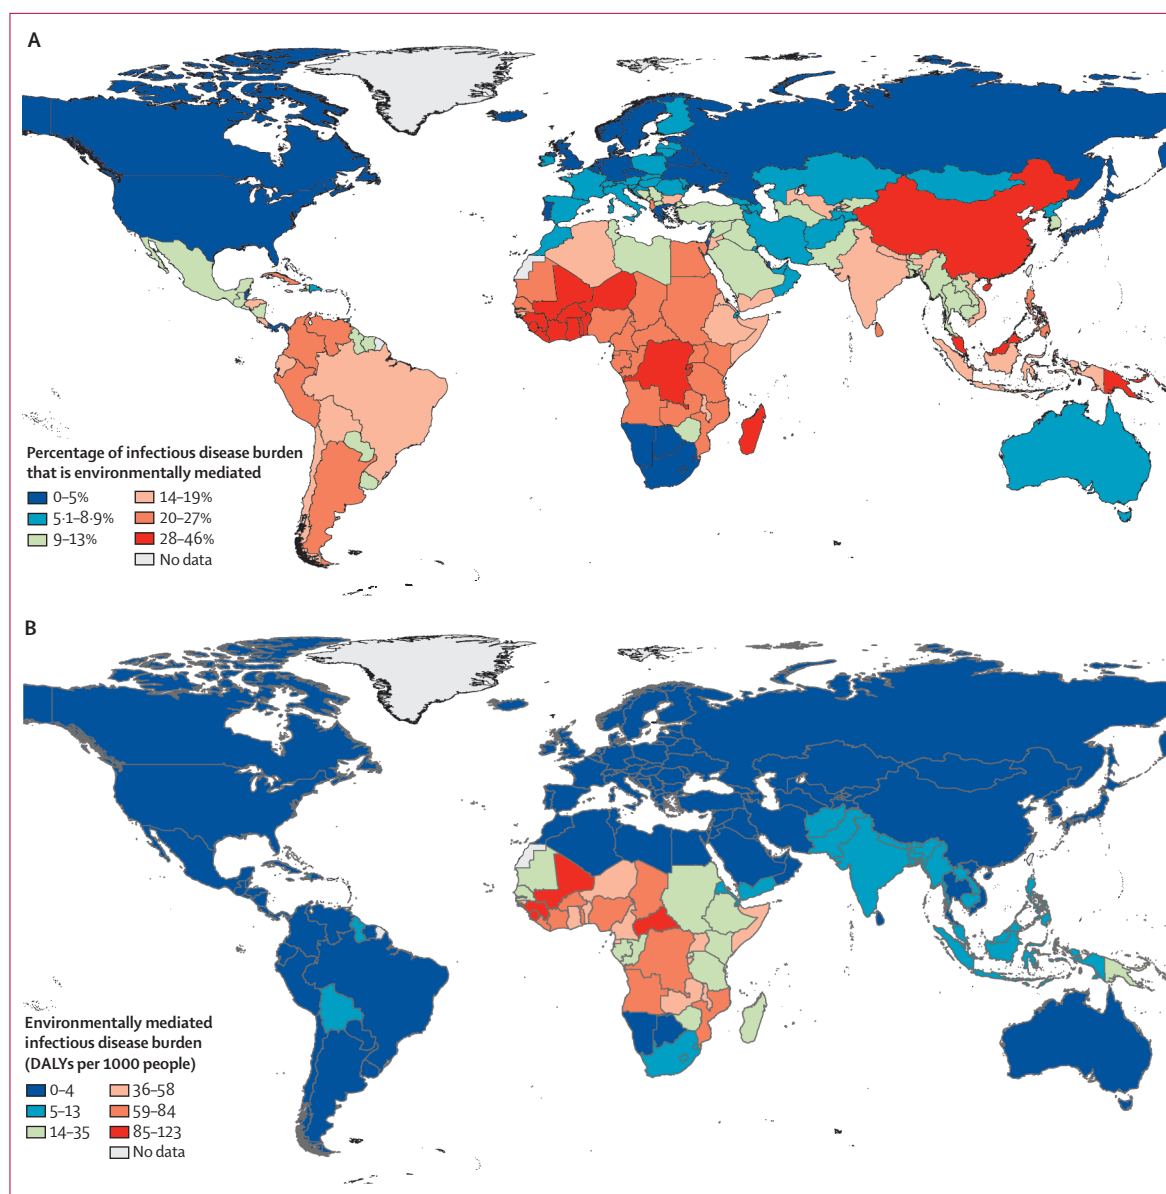 A
Percentage of infectious disease burden
that is environmentally mediated
0–5%
5·1–8·9%
9–13%
14–19%
20–27%
28–46%
No data
B
Environmentally mediated
infectious disease burden
(DALYs per 1000 people)
0–4
5–13
14–35
36–58
59–84
85–123
No data